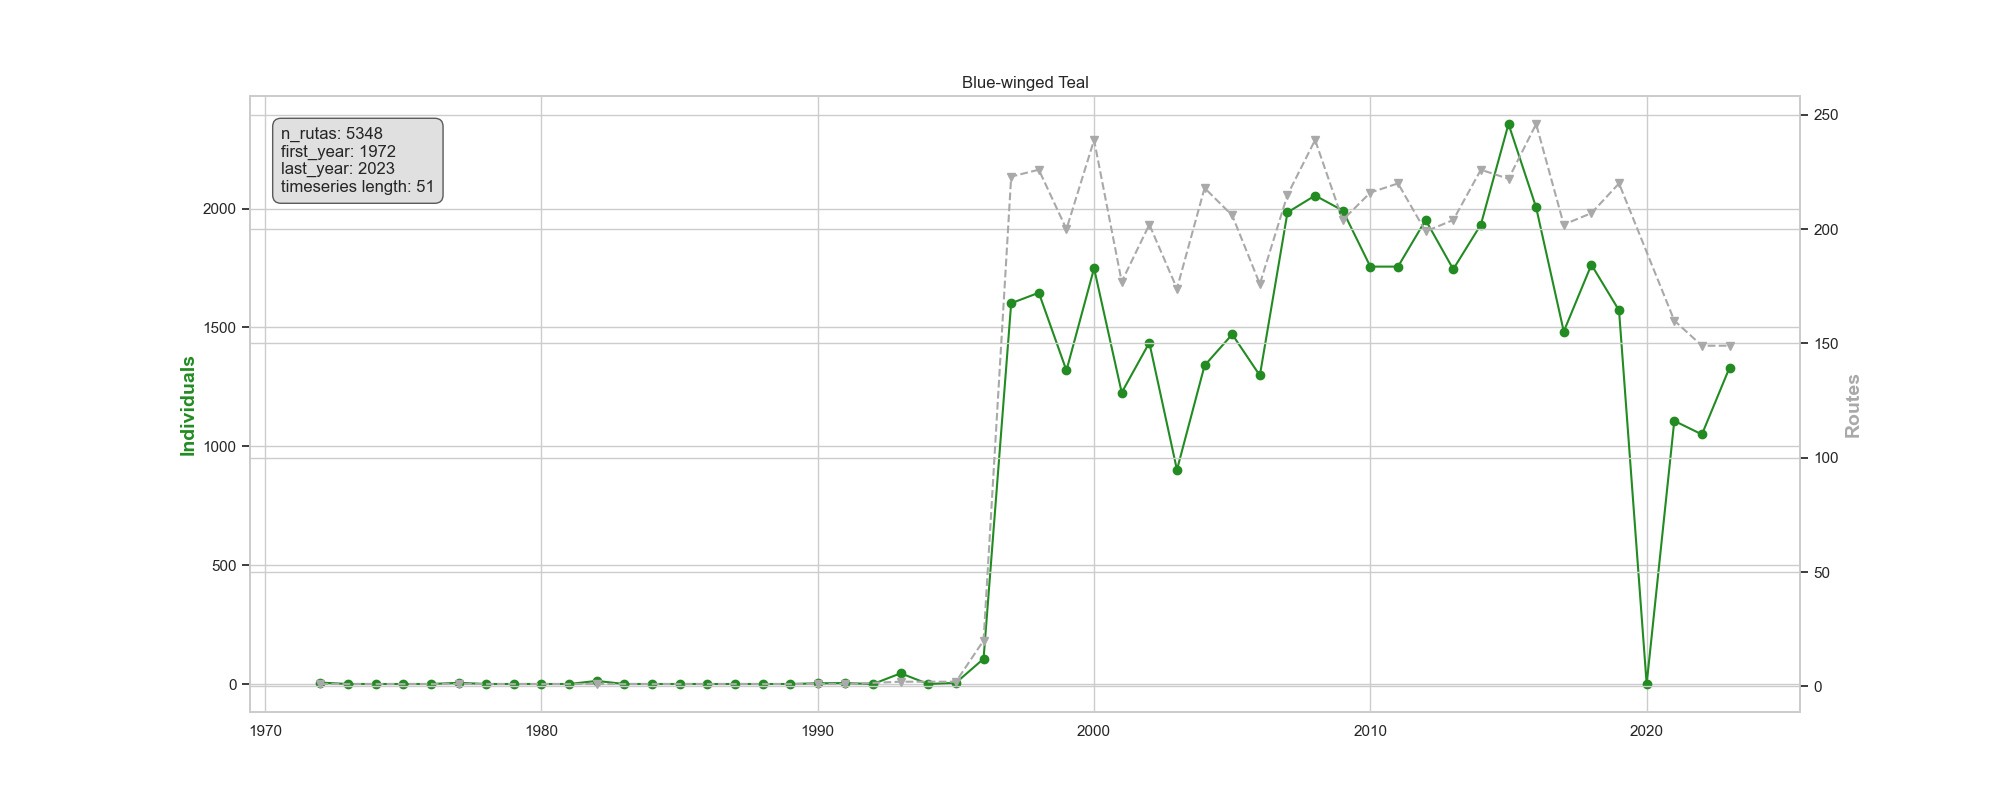 Blue-winged Teal
n_rutas: 5348
first_year: 1972
last_year: 2023
timeseries length: 51
Individuals
2000
1500
1000
500
0
250
200
150
100
50
0
Routes
1970 1980 1990 2000 2010 2020